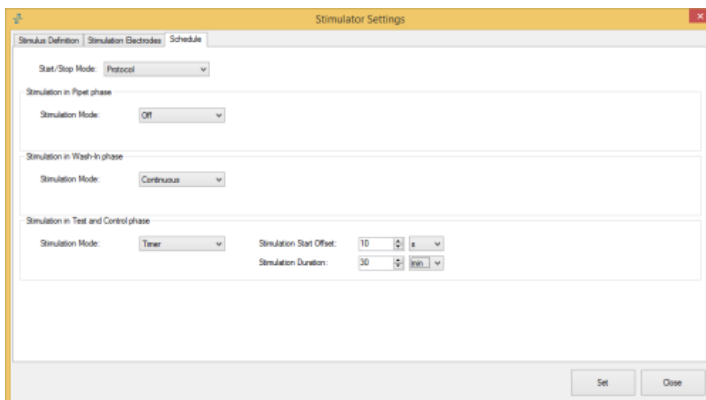 Stimulator Settings
Stimulus Definition Stimulation Electrodes Schedule
Start/Stop Mode: Protocol
Stimulation in Pipet phase
Stimulation Mode: Off
Stimulation in Wash-In phase
Stimulation Mode: Continuous
Stimulation in Test and Control phase
Stimulation Mode: Timer Stimulation Start Offset: 10 s
Stimulation Duration: 30 min
Set Close